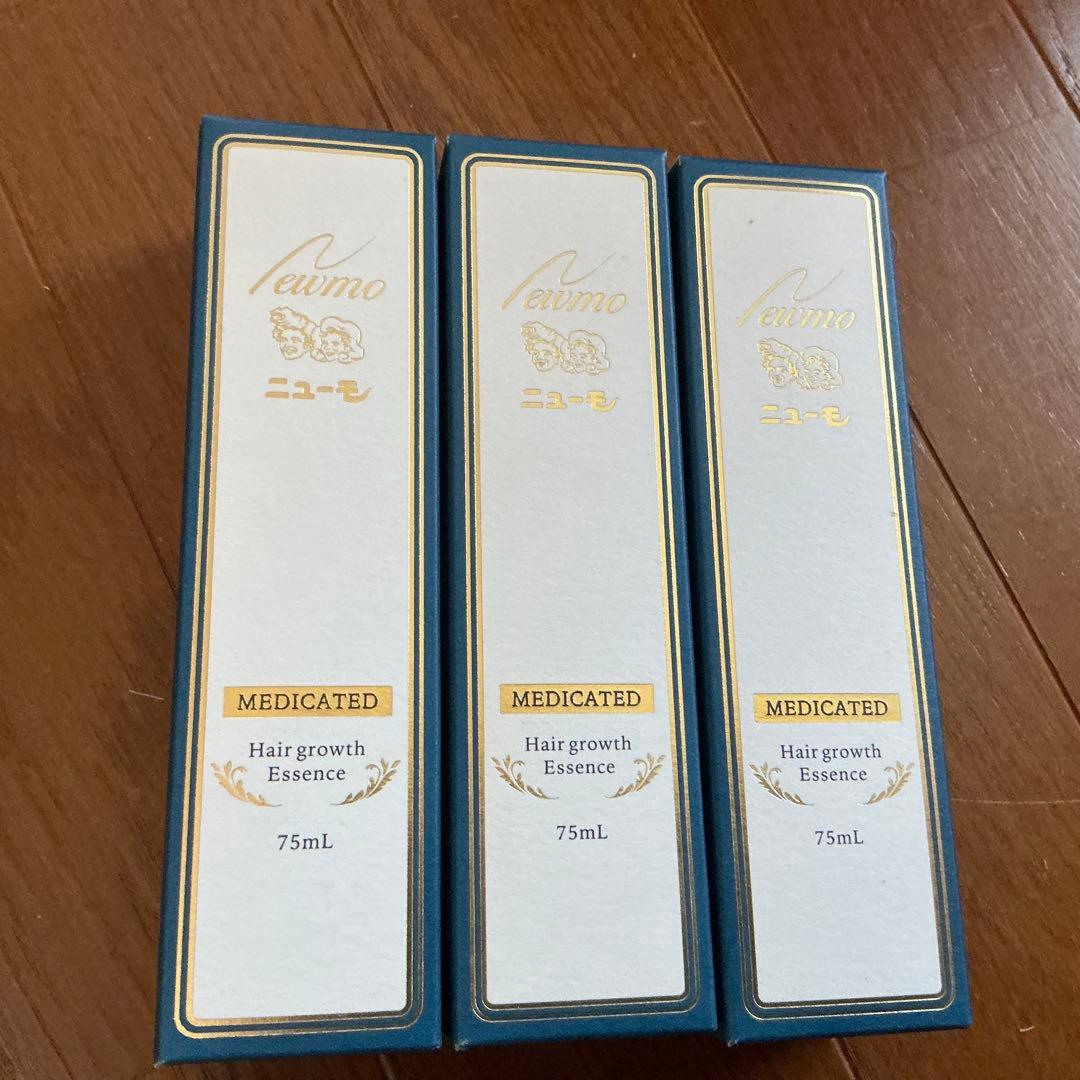 Newmo
ニューモ
MEDICATED
Hair growth
Essence
75mL
Newmo
ニューモ
MEDICATED
Hair growth
Essence
75mL
Newmo
ニューモ
MEDICATED
Hair growth
Essence
75mL